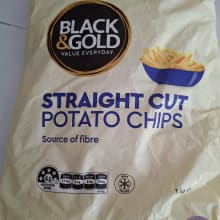 BLACK
&GOLD
VALUE EVERYDAY
STRAIGHT CUT
POTATO CHIPS
Source of fibre